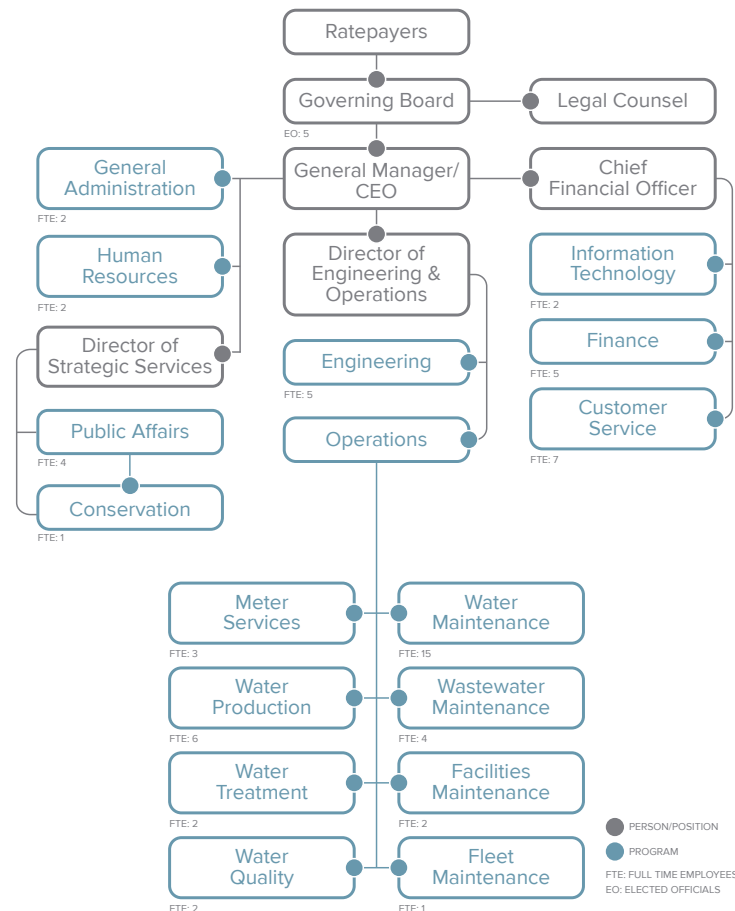 Ratepayers
Governing Board
EO: 5
Legal Counsel
General
Administration
FTE: 2
General Manager/
CEO
Chief
Financial Officer
Human
Resources
FTE: 2
Director of
Engineering &
Operations
Information
Technology
FTE: 2
Director of
Strategic Services
Engineering
FTE: 5
Finance
FTE: 5
Public Affairs
FTE: 4
Operations
Customer
Service
FTE: 7
Conservation
FTE: 1
Meter
Services
FTE: 3
Water
Maintenance
FTE: 15
Water
Production
FTE: 6
Wastewater
Maintenance
FTE: 4
Water
Treatment
FTE: 2
Facilities
Maintenance
FTE: 2
Water
Quality
FTE: 2
Fleet
Maintenance
FTE: 1
PERSON/POSITION
PROGRAM
FTE: FULL TIME EMPLOYEES
EO: ELECTED OFFICIALS